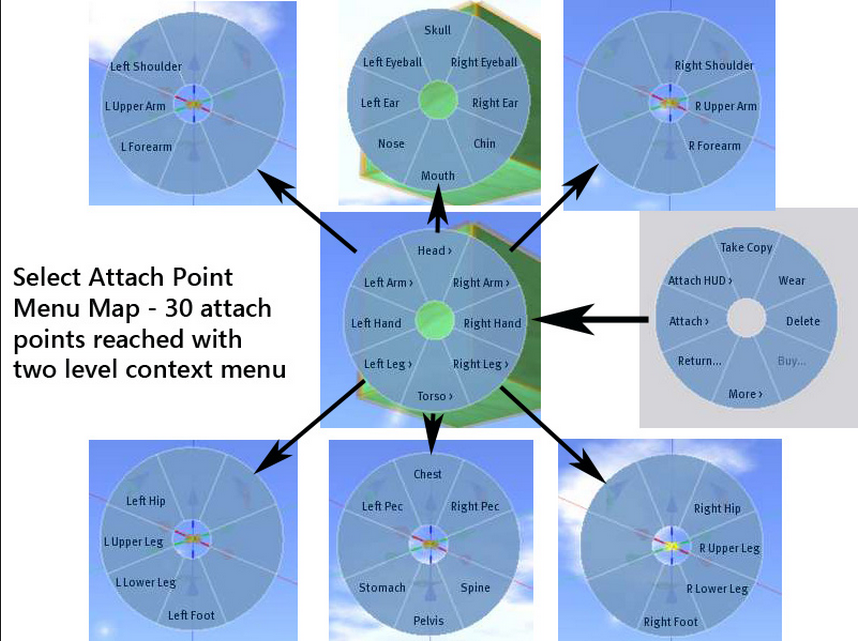 Left Shoulder
L Upper Arm
L Forearm
Skull
Left Eyeball
Right Eyeball
Left Ear
Right Ear
Nose
Chin
Mouth
Right Shoulder
R Upper Arm
R Forearm
Select Attach Point
Menu Map - 30 attach
points reached with
two level context menu
Head ›
Left Arm ›
Right Arm ›
Left Hand
Right Hand
Left Leg ›
Right Leg ›
Torso ›
Take Copy
Attach HUD ›
Wear
Attach ›
Delete
Return...
Buy...
More ›
Left Hip
L Upper Leg
L Lower Leg
Left Foot
Chest
Left Pec
Right Pec
Stomach
Spine
Pelvis
Right Hip
R Upper Leg
R Lower Leg
Right Foot